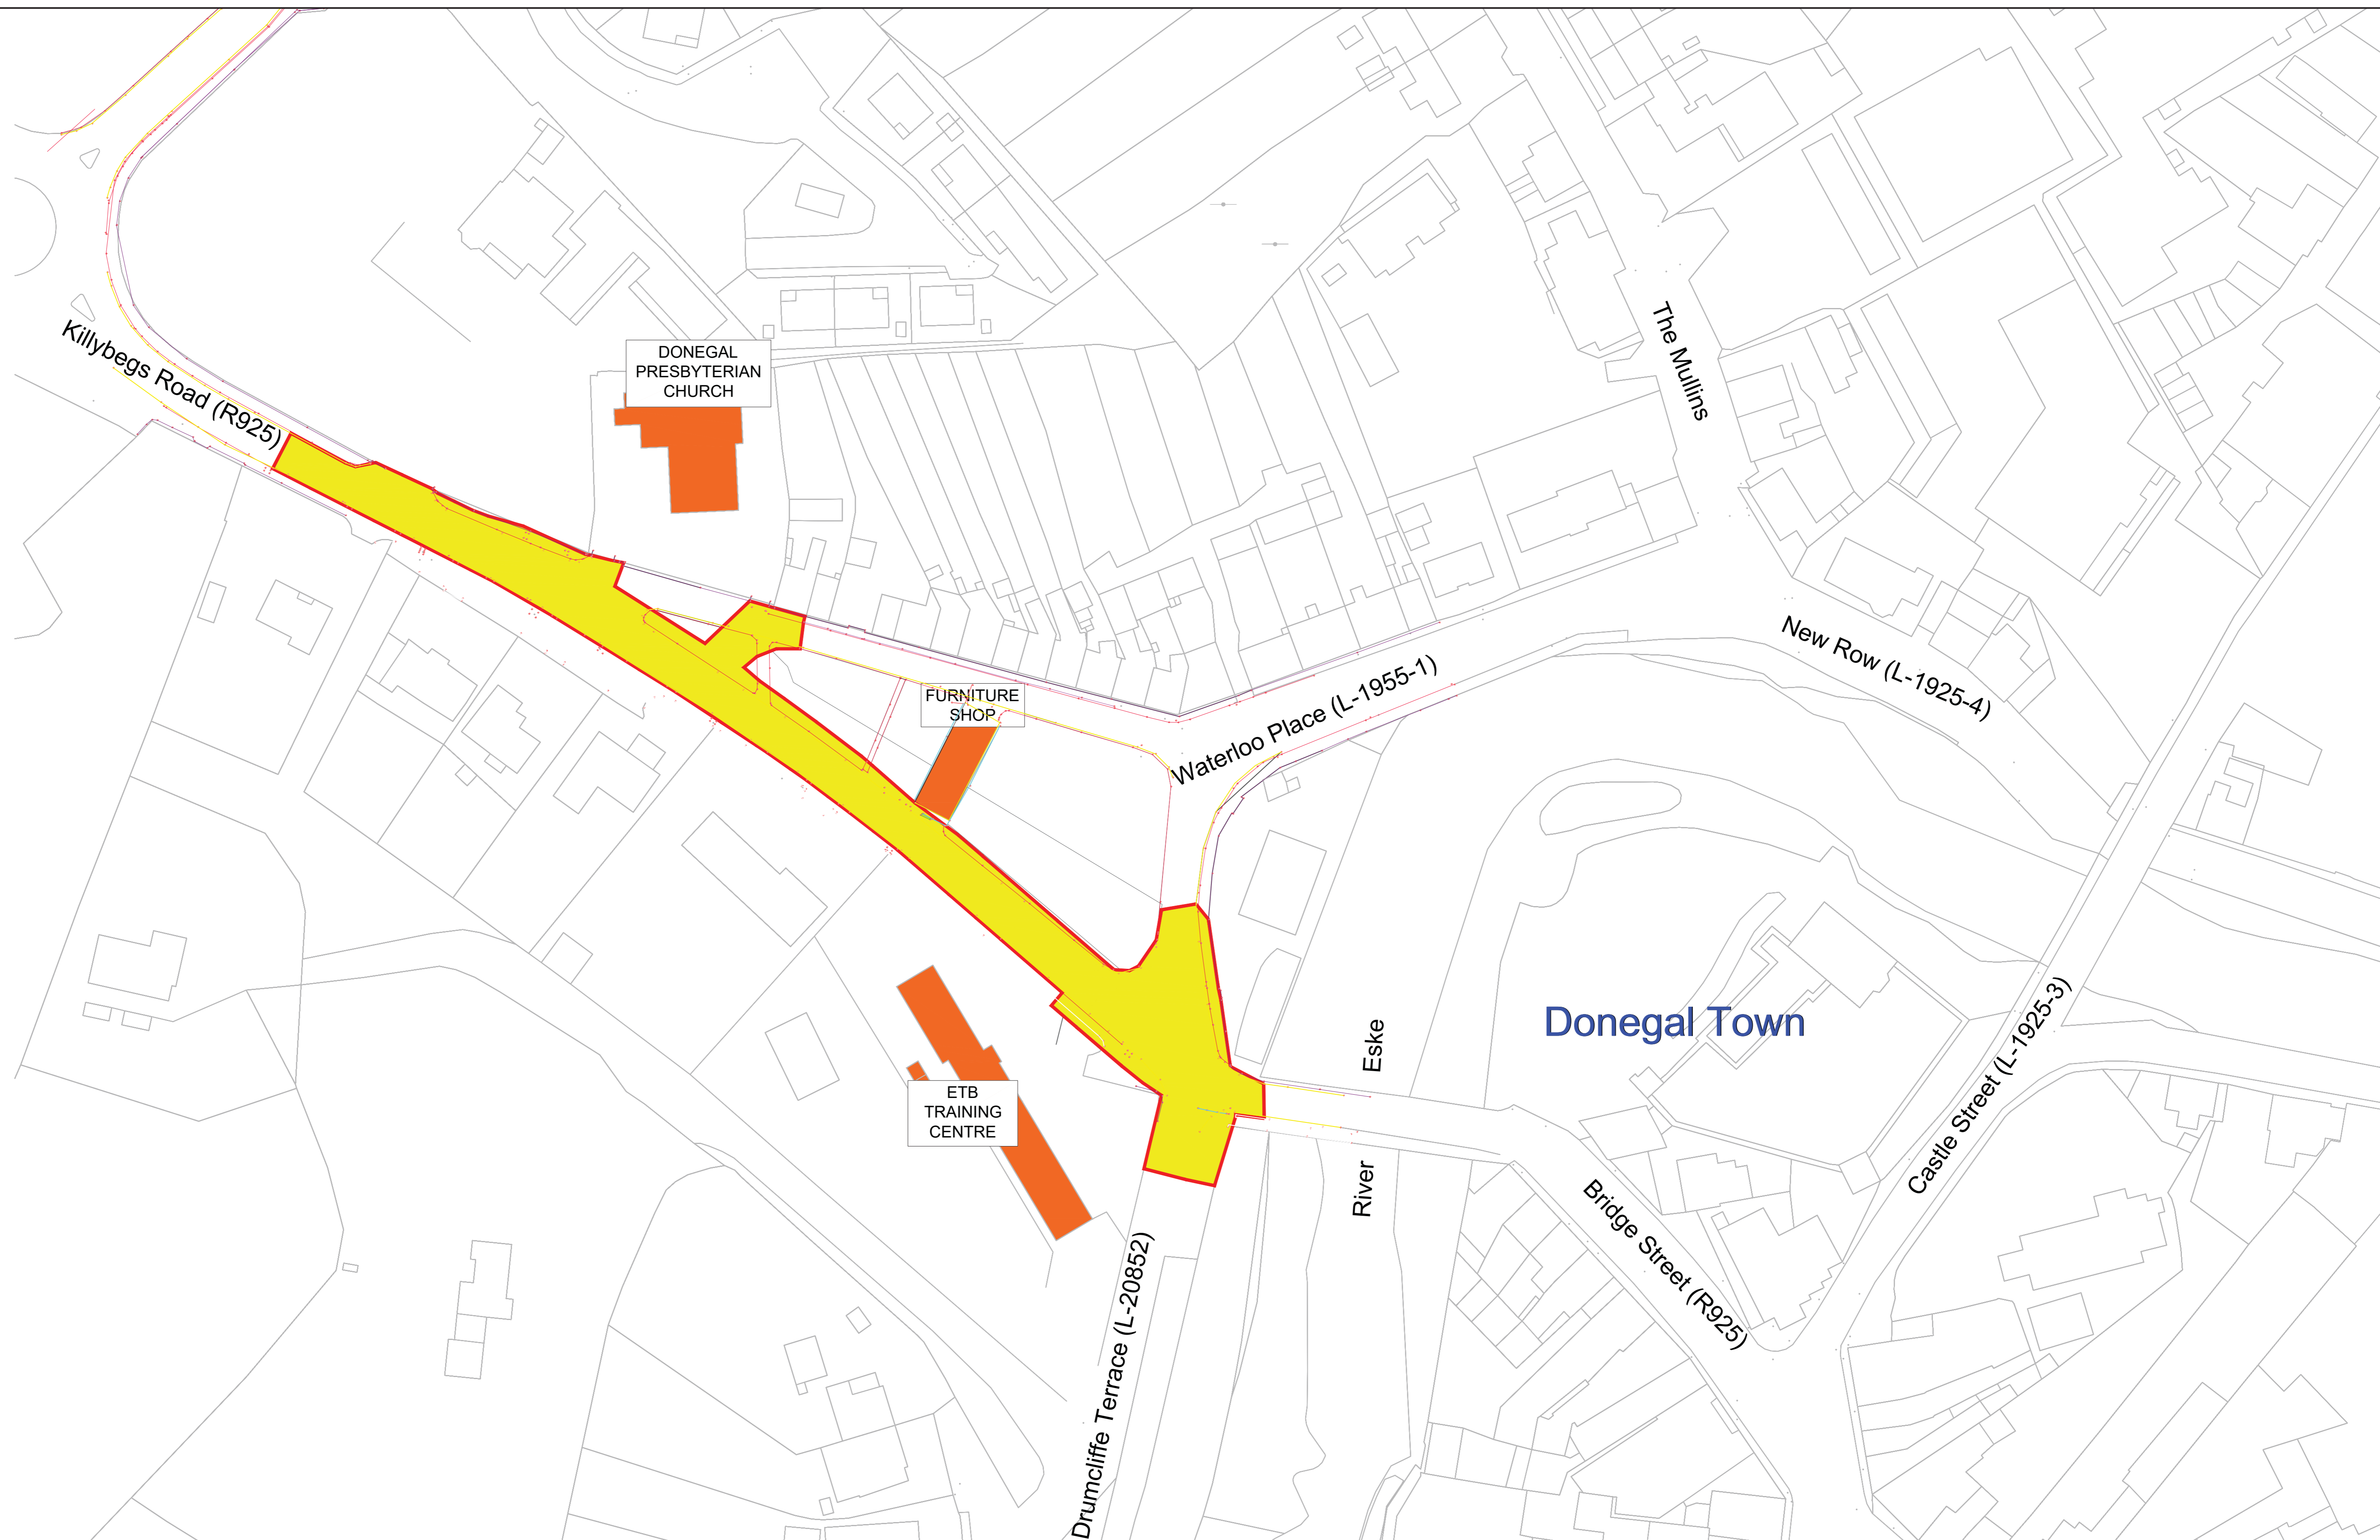 Killybegs Road (R925)
DONEGAL
PRESBYTERIAN
CHURCH
The Mullins
New Row (L-1925-4)
FURNITURE
SHOP
Waterloo Place (L-1955-1)
Donegal Town
Eske
River
Castle Street (L-1925-3)
ETB
TRAINING
CENTRE
Bridge Street (R925)
Drumcliffe Terrace (L-20852)